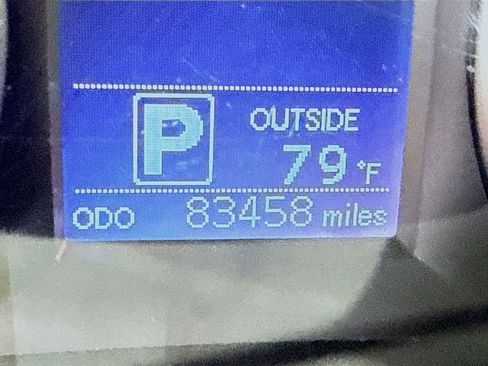 P
OUTSIDE
79 °F
ODO 83458 miles